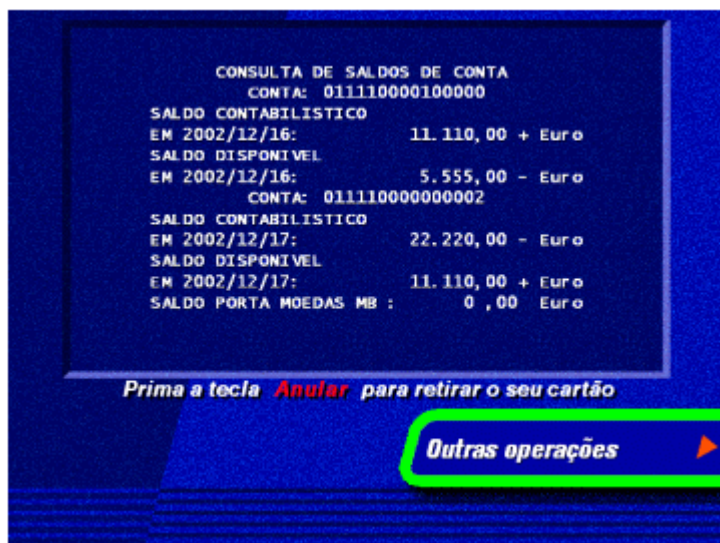 CONSULTA DE SALDOS DE CONTA
CONTA: 011110000100000
SALDO CONTABILISTICO
EM 2002/12/16: 11.110,00 + Euro
SALDO DISPONIVEL
EM 2002/12/16: 5.555,00 - Euro
CONTA: 011110000000002
SALDO CONTABILISTICO
EM 2002/12/17: 22.220,00 - Euro
SALDO DISPONIVEL
EM 2002/12/17: 11.110,00 + Euro
SALDO PORTA MOEDAS MB : 0 ,00 Euro
Prima a tecla Anular para retirar o seu cartão
Outras operações